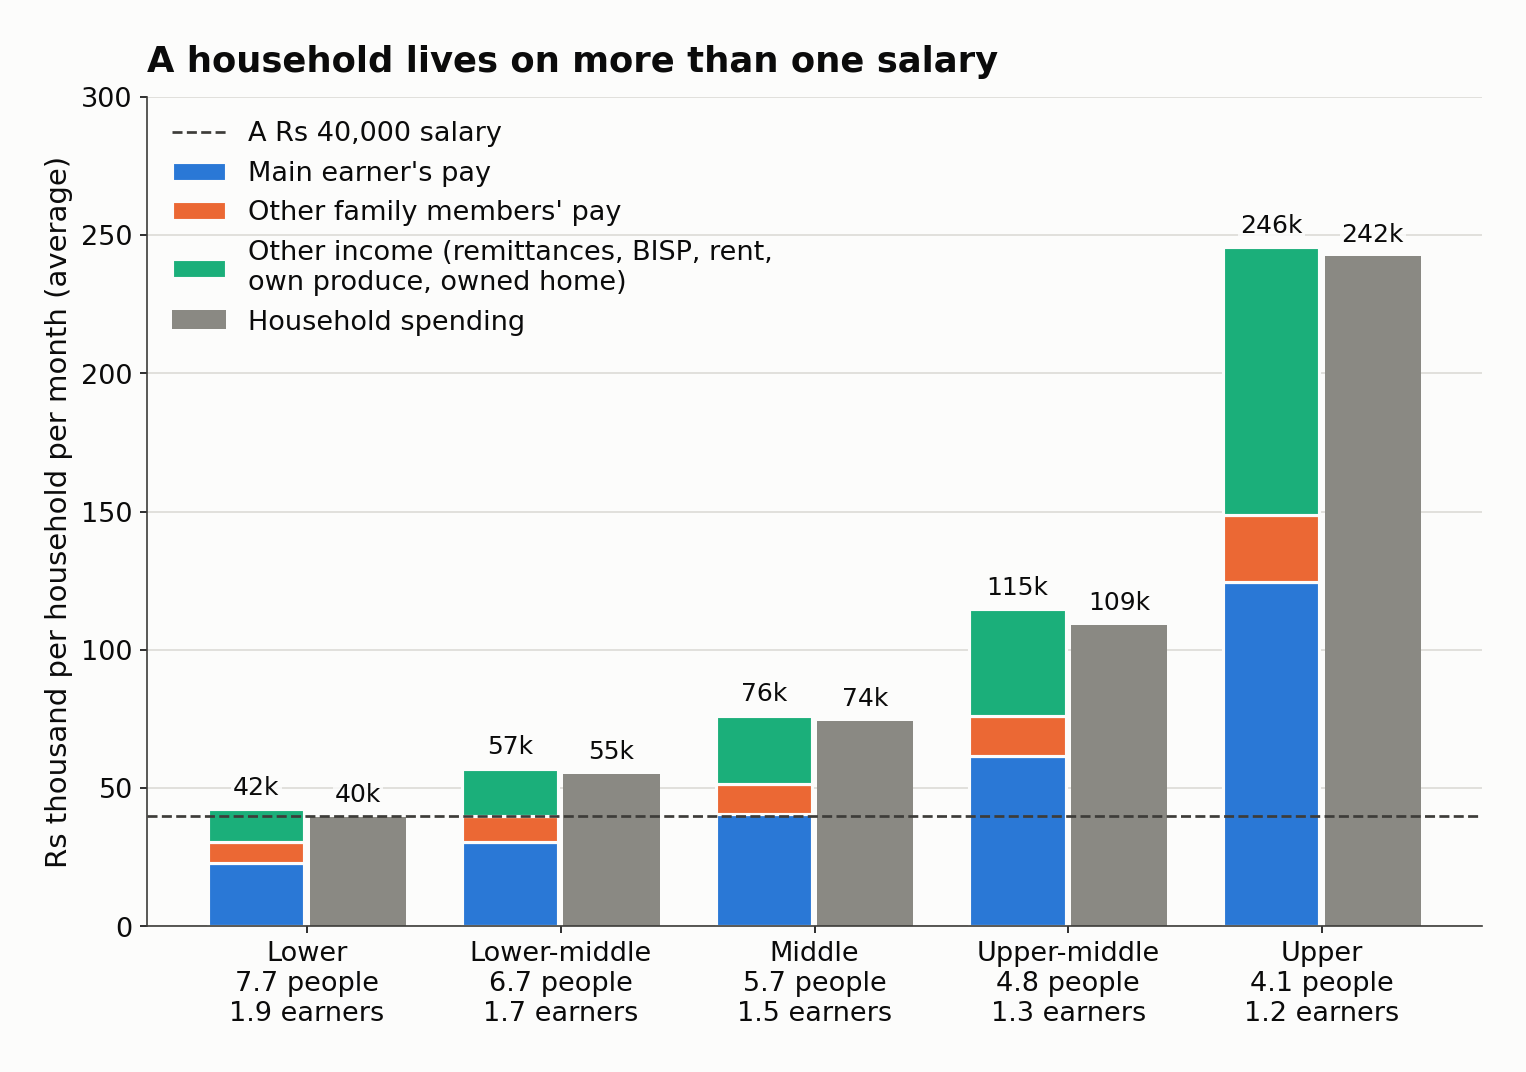 A household lives on more than one salary
Rs thousand per household per month (average)
300
250
200
150
100
50
0
A Rs 40,000 salary
Main earner's pay
Other family members' pay
Other income (remittances, BISP, rent,
own produce, owned home)
Household spending
42k
40k
57k
55k
76k
74k
115k
109k
246k
242k
Lower
7.7 people
1.9 earners
Lower-middle
6.7 people
1.7 earners
Middle
5.7 people
1.5 earners
Upper-middle
4.8 people
1.3 earners
Upper
4.1 people
1.2 earners